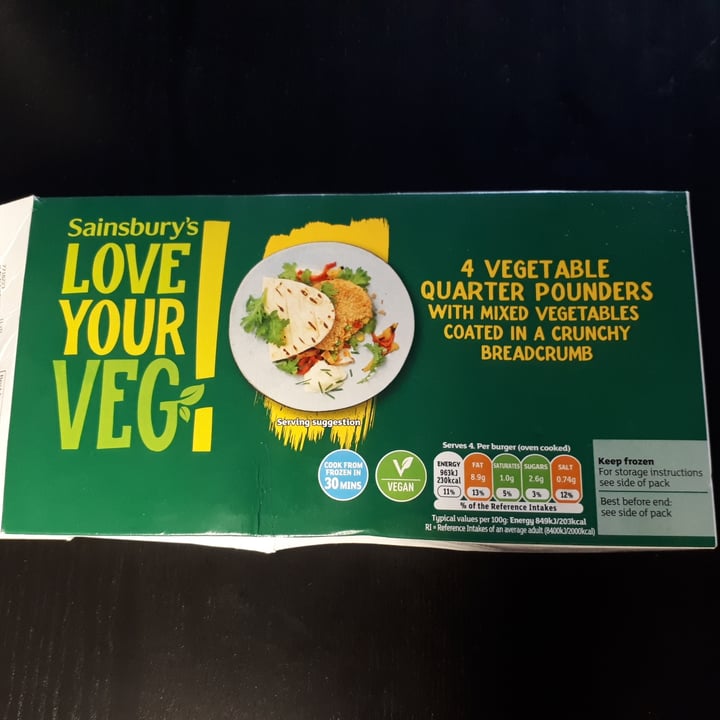 Sainsbury's
LOVE
YOUR
VEG!
Serving suggestion
4 VEGETABLE
QUARTER POUNDERS
WITH MIXED VEGETABLES
COATED IN A CRUNCHY
BREADCRUMB
COOK FROM
FROZEN IN
30 MINS
V
VEGAN
Serves 4. Per burger (oven cooked)
ENERGY FAT SATURATES SUGARS SALT
963kJ
230kcal 8.9g 1.0g 2.6g 0.74g
11% 13% 5% 3% 12%
% of the Reference Intakes
Typical values per 100g: Energy 849kJ/203kcal
RI = Reference Intakes of an average adult (8400kJ/2000kcal)
Keep frozen
For storage instructions
see side of pack
Best before end:
see side of pack